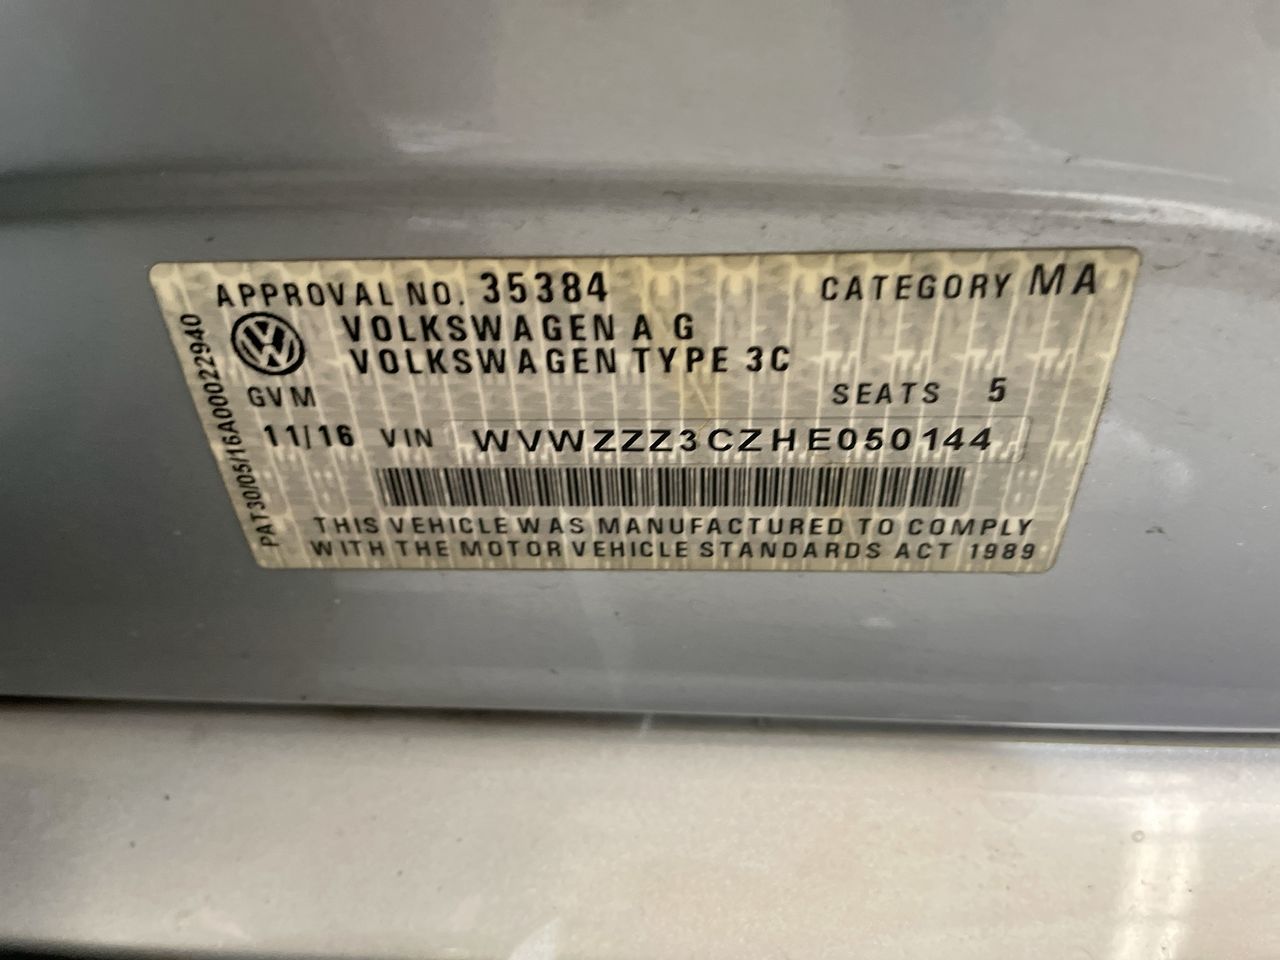 APPROVAL NO. 35384 CATEGORY MA
VOLKSWAGEN A G
VOLKSWAGEN TYPE 3C
GVM SEATS 5
11/16 VIN WVWZZZ3CZHE050144
THIS VEHICLE WAS MANUFACTURED TO COMPLY
WITH THE MOTOR VEHICLE STANDARDS ACT 1989
PAT30/05/16A00022940